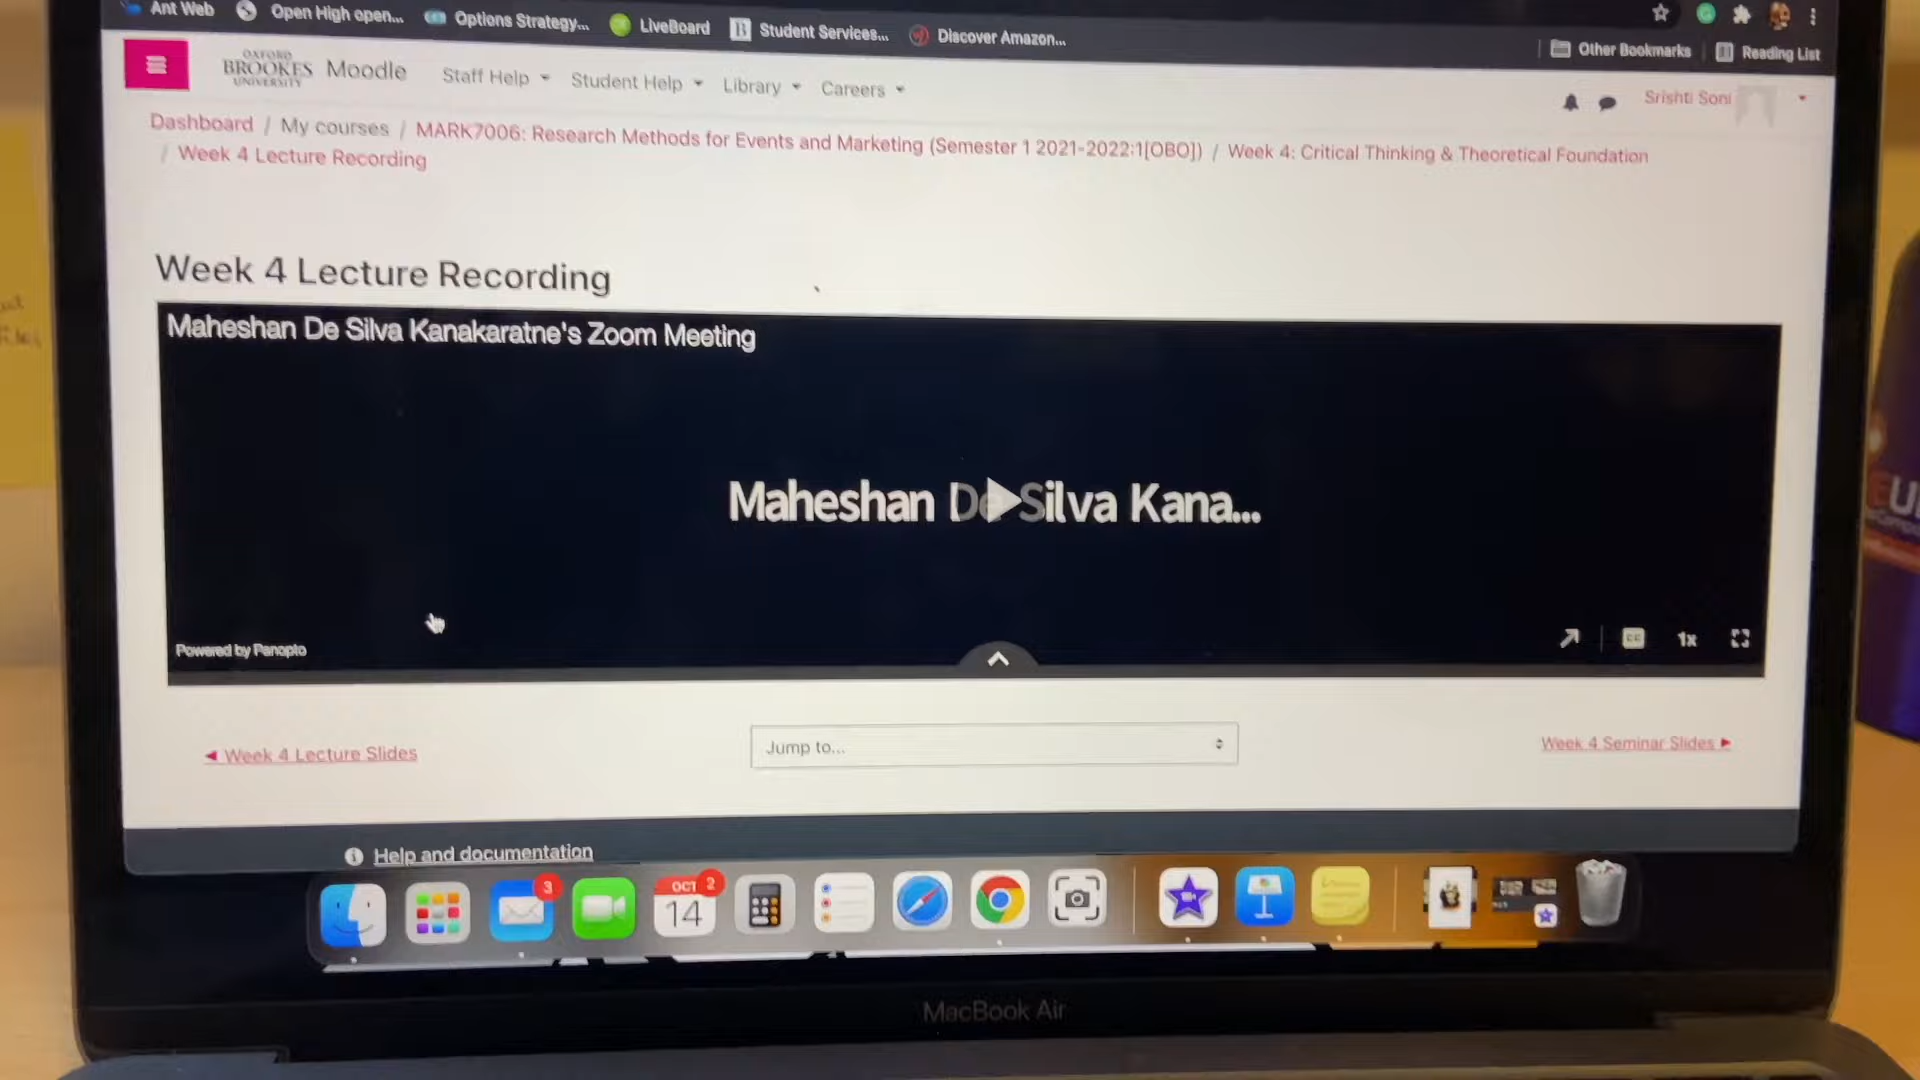 Ant Web Open High open... Options Strategy... LiveBoard Student Services... Discover Amazon...
Other Bookmarks Reading List
OXFORD
BROOKES
UNIVERSITY
Moodle Staff Help Student Help Library Careers
Srishti Soni
Dashboard / My courses / MARK7006: Research Methods for Events and Marketing (Semester 1 2021-2022:1[OBO]) / Week 4: Critical Thinking & Theoretical Foundation
/ Week 4 Lecture Recording
Week 4 Lecture Recording
Maheshan De Silva Kanakaratne's Zoom Meeting
Maheshan De Silva Kana...
Powered by Panopto
CC 1x
◄ Week 4 Lecture Slides
Jump to...
Week 4 Seminar Slides ►
Help and documentation
3
OCT 2
14
MacBook Air